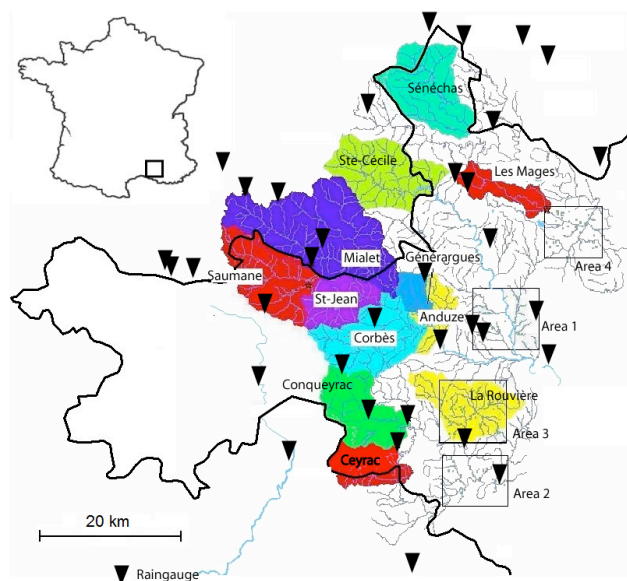 Sénéchas
Ste-Cécile
Les Mages
Mialet
Générargues
Area 4
Saumane
St-Jean
Anduze
Area 1
Corbès
Conqueyrac
La Rouvière
Area 3
Ceyrac
Area 2
20 km
Raingauge